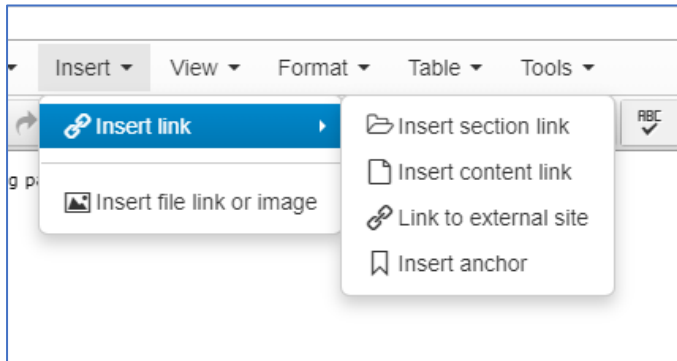 Insert View Format Table Tools
Insert link
Insert file link or image
Insert section link
Insert content link
Link to external site
Insert anchor
ABC
g p